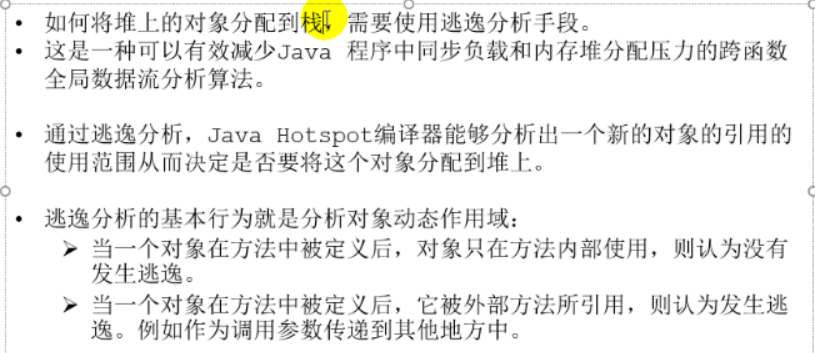 • 如何将堆上的对象分配到栈，需要使用逃逸分析手段。
• 这是一种可以有效减少Java 程序中同步负载和内存堆分配压力的跨函数
全局数据流分析算法。
• 通过逃逸分析，Java Hotspot编译器能够分析出一个新的对象的引用的
使用范围从而决定是否要将这个对象分配到堆上。
• 逃逸分析的基本行为就是分析对象动态作用域：
➢ 当一个对象在方法中被定义后，对象只在方法内部使用，则认为没有
发生逃逸。
➢ 当一个对象在方法中被定义后，它被外部方法所引用，则认为发生逃
逸。例如作为调用参数传递到其他地方中。